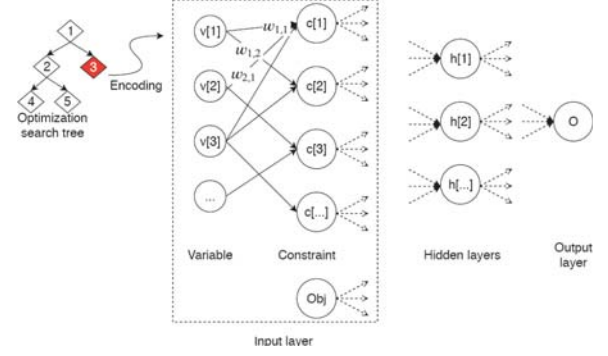 1
2
3
4
5
Optimization
search tree
Encoding
v[1]
v[2]
v[3]
...
w1,1
w1,2
w2,1
c[1]
c[2]
c[3]
c[...]
Variable
Constraint
Obj
Input layer
h[1]
h[2]
h[...]
Hidden layers
O
Output
layer